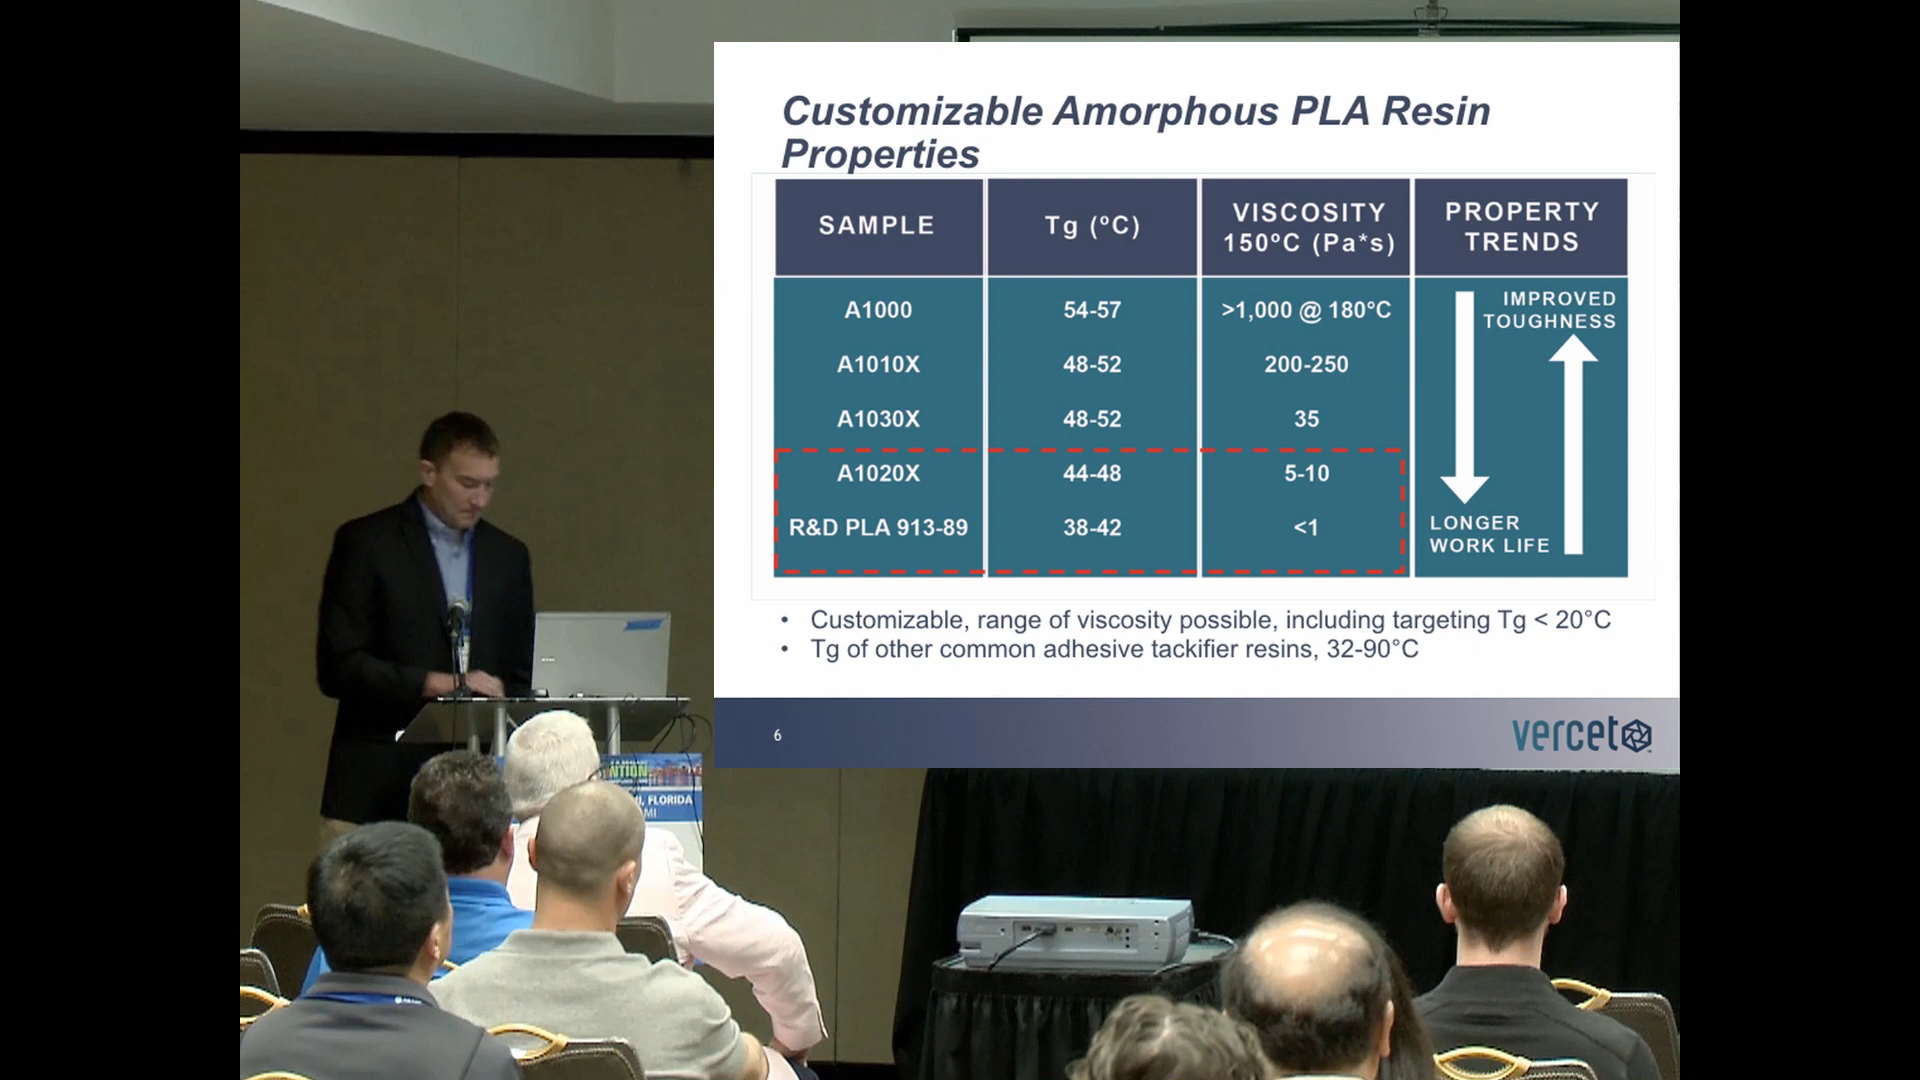 Customizable Amorphous PLA Resin
Properties
SAMPLE
Tg (ºC)
VISCOSITY
150ºC (Pa*s)
PROPERTY
TRENDS
A1000
54-57
>1,000 @ 180°C
A1010X
48-52
200-250
A1030X
48-52
35
A1020X
44-48
5-10
R&D PLA 913-89
38-42
<1
IMPROVED
TOUGHNESS
LONGER
WORK LIFE
• Customizable, range of viscosity possible, including targeting Tg < 20°C
• Tg of other common adhesive tackifier resins, 32-90°C
6
vercet
FLORIDA